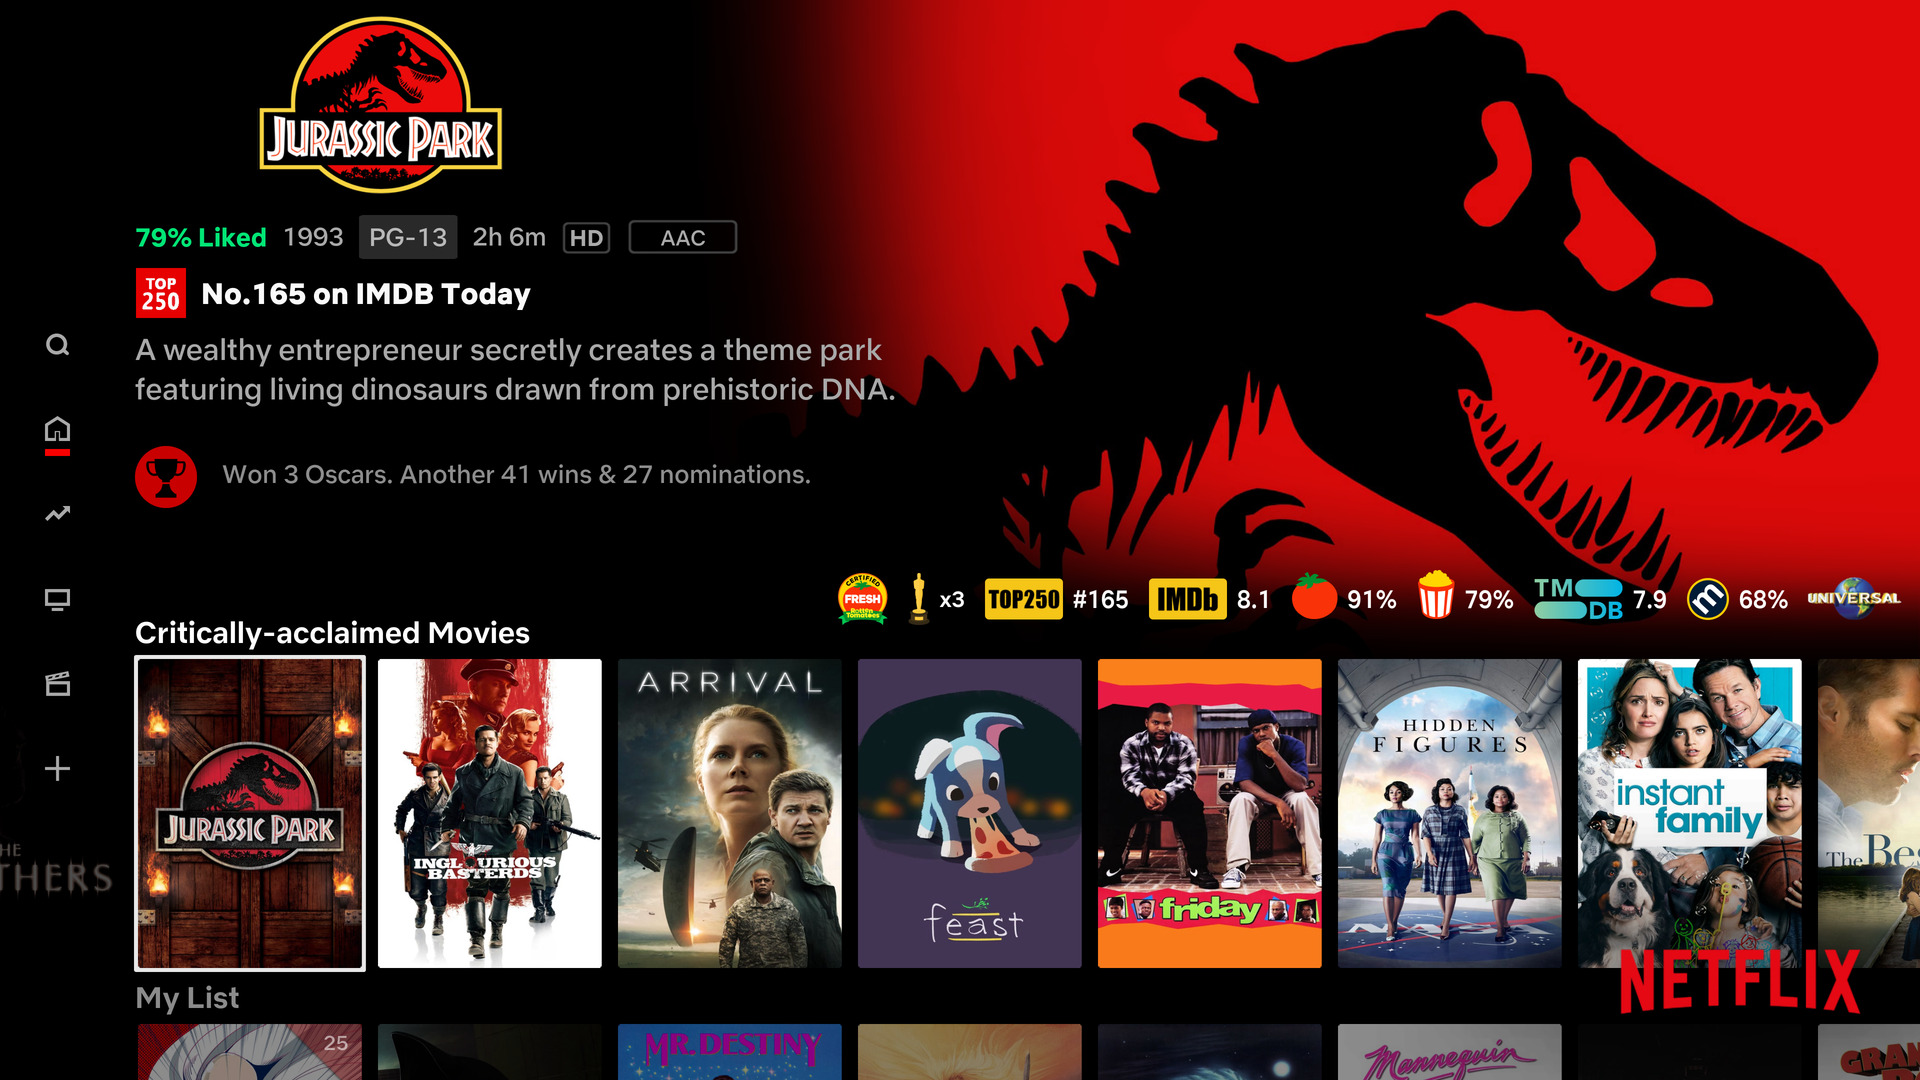 JURASSIC PARK
79% Liked 1993 PG-13 2h 6m HD AAC
TOP 250 No.165 on IMDB Today
A wealthy entrepreneur secretly creates a theme park
featuring living dinosaurs drawn from prehistoric DNA.
Won 3 Oscars. Another 41 wins & 27 nominations.
CERTIFIED FRESH Rotten Tomatoes x3 TOP250 #165 IMDb 8.1 91% 79% TMDB 7.9 m 68% UNIVERSAL
Critically-acclaimed Movies
JURASSIC PARK
INGLOURIOUS
BASTERDS
ARRIVAL
feast
friday
HIDDEN
FIGURES
NASA
instant
family
The Bes
HE
THERS
NETFLIX
My List
25
MR. DESTINY
Mannequin
GRAN